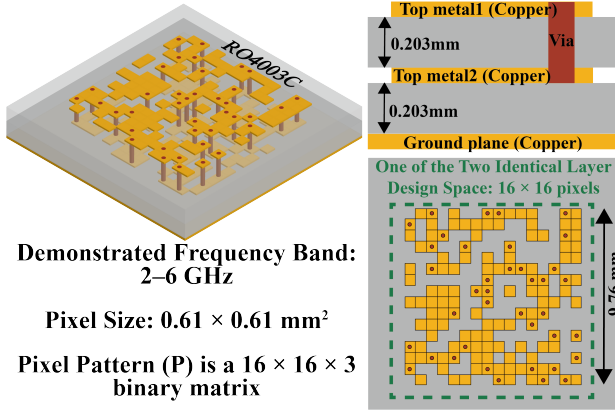 RO4003C
Demonstrated Frequency Band:
2–6 GHz
Pixel Size: 0.61 × 0.61 mm²
Pixel Pattern (P) is a 16 × 16 × 3
binary matrix
Top metal1 (Copper)
Via
0.203mm
Top metal2 (Copper)
0.203mm
Ground plane (Copper)
One of the Two Identical Layer
Design Space: 16 × 16 pixels
9.76 mm